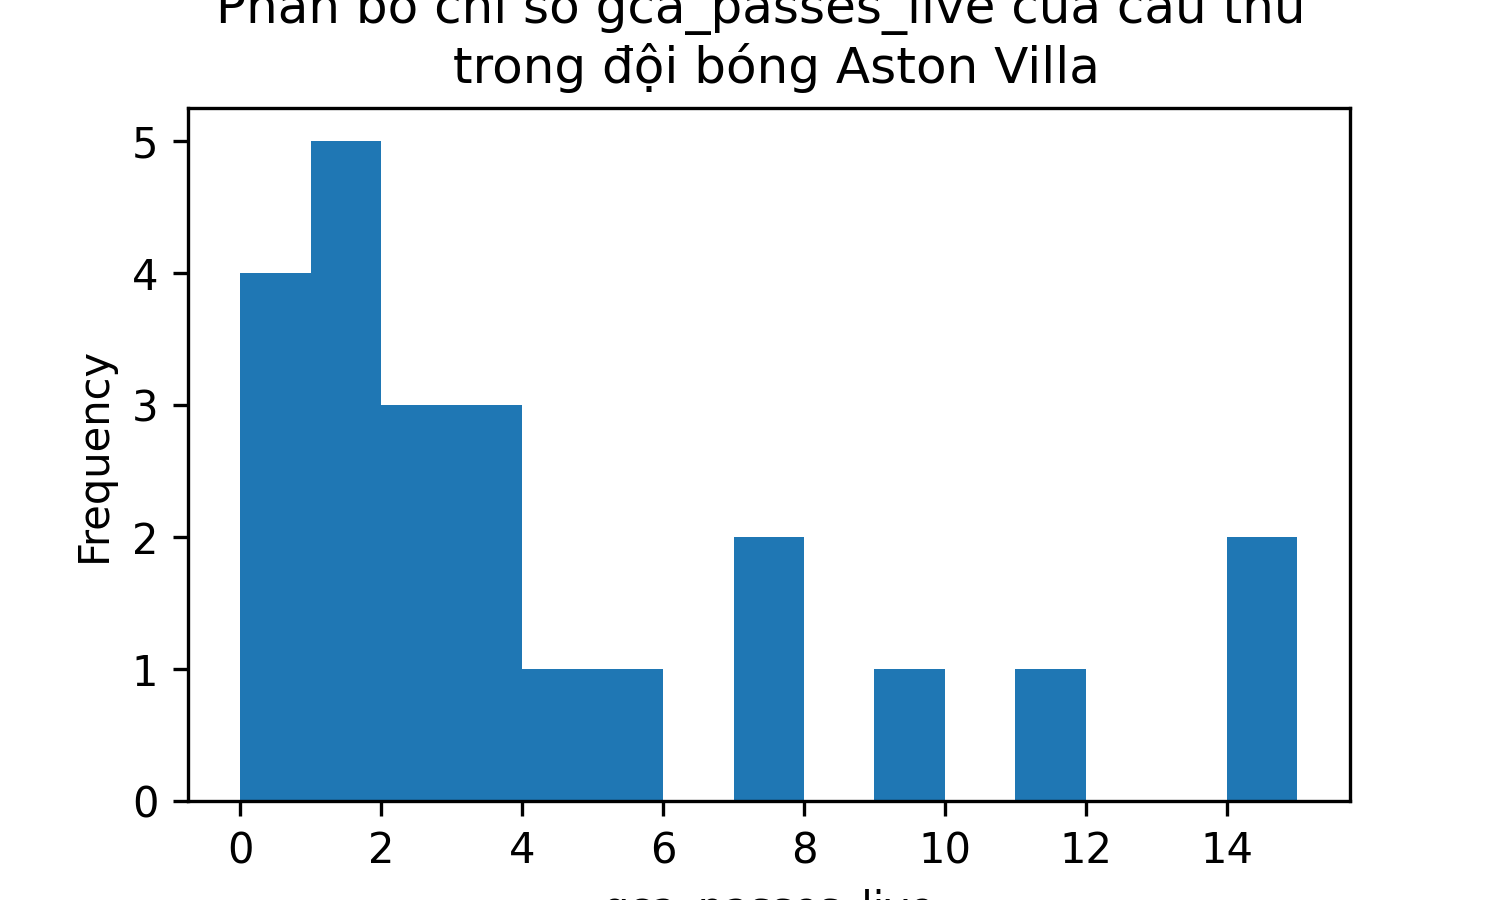 Phân bố chỉ số gca_passes_live của cầu thủ
trong đội bóng Aston Villa
5
4
3
2
1
0
Frequency
0 2 4 6 8 10 12 14
gca_passes_live